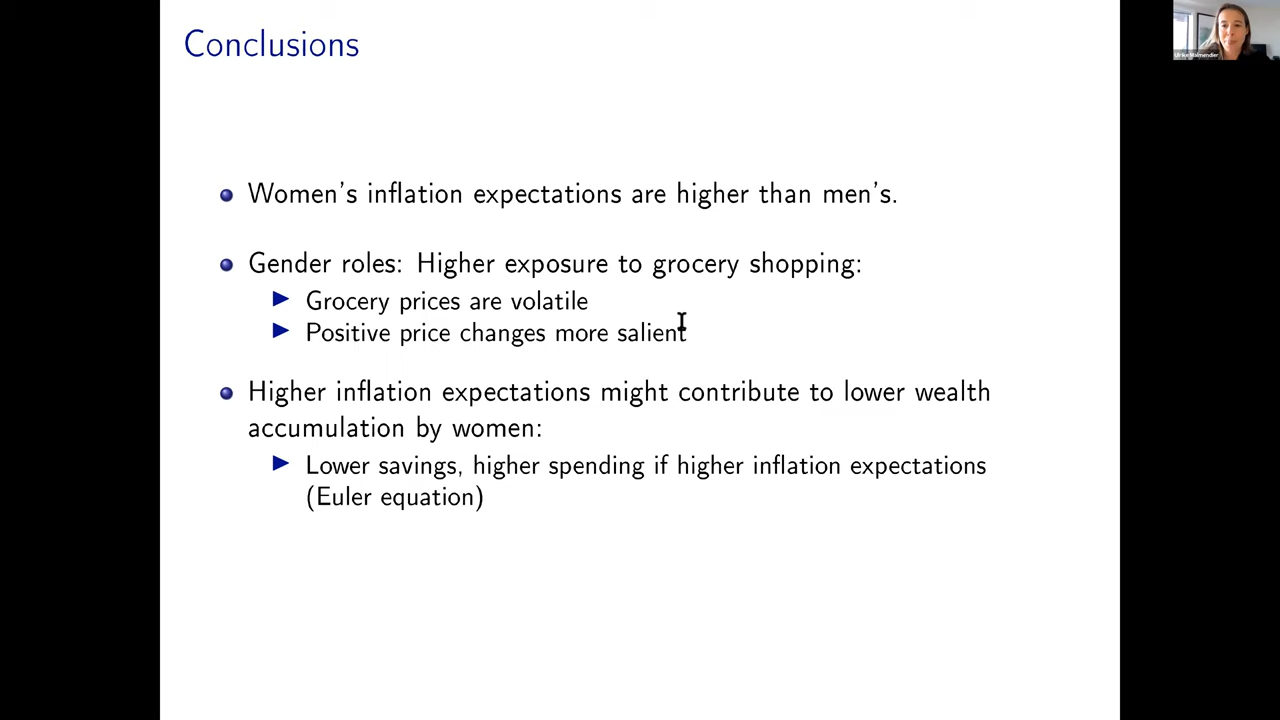 Conclusions
Ulrike Malmendier
Women's inflation expectations are higher than men's.
Gender roles: Higher exposure to grocery shopping:
Grocery prices are volatile
Positive price changes more salient
Higher inflation expectations might contribute to lower wealth
accumulation by women:
Lower savings, higher spending if higher inflation expectations
(Euler equation)